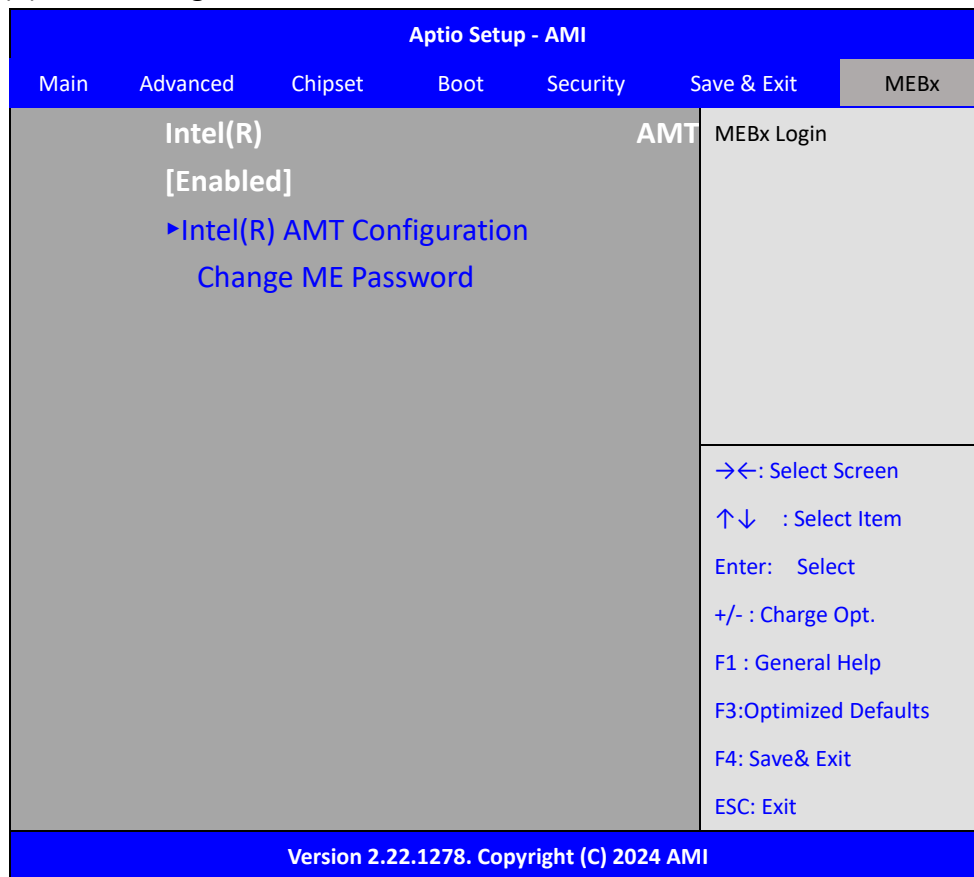 Aptio Setup - AMI
Main Advanced Chipset Boot Security Save & Exit MEBx
Intel(R) AMT
[Enabled]
►Intel(R) AMT Configuration
Change ME Password
MEBx Login
→←: Select Screen
↑↓ : Select Item
Enter: Select
+/- : Charge Opt.
F1 : General Help
F3:Optimized Defaults
F4: Save& Exit
ESC: Exit
Version 2.22.1278. Copyright (C) 2024 AMI